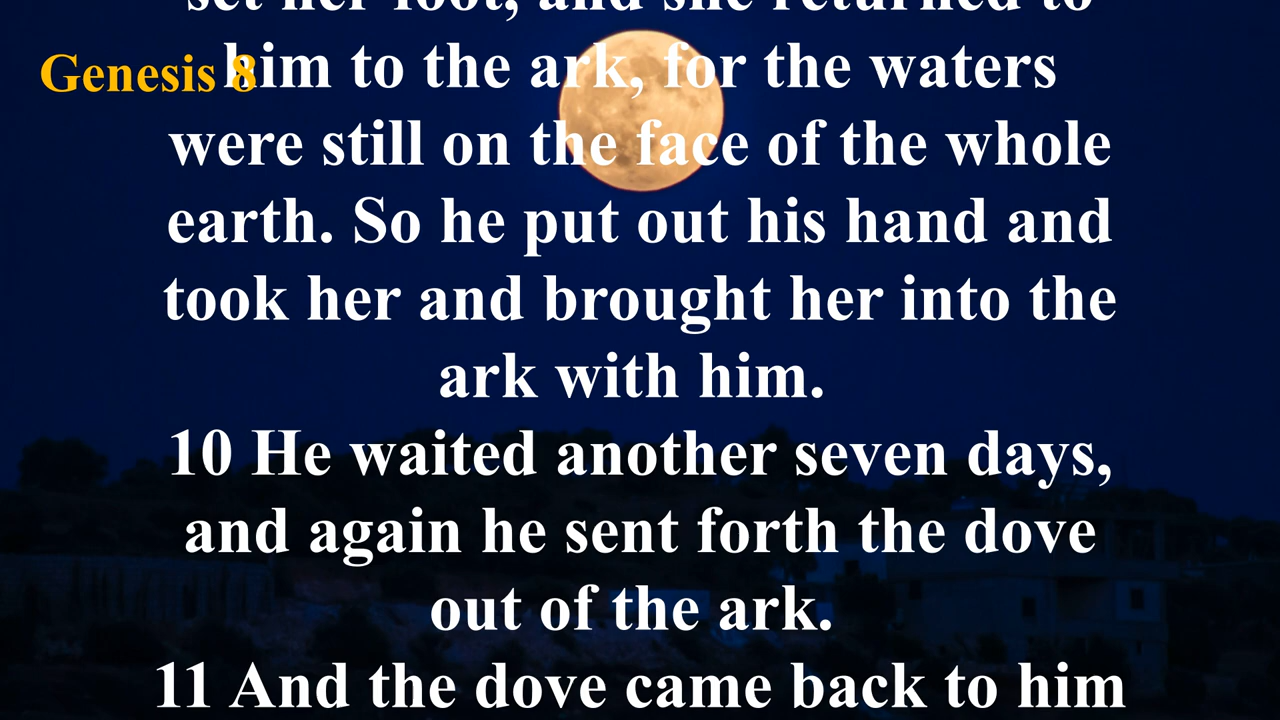 set her foot, and she returned to
Genesis 8
him to the ark, for the waters
were still on the face of the whole
earth. So he put out his hand and
took her and brought her into the
ark with him.
10 He waited another seven days,
and again he sent forth the dove
out of the ark.
11 And the dove came back to him